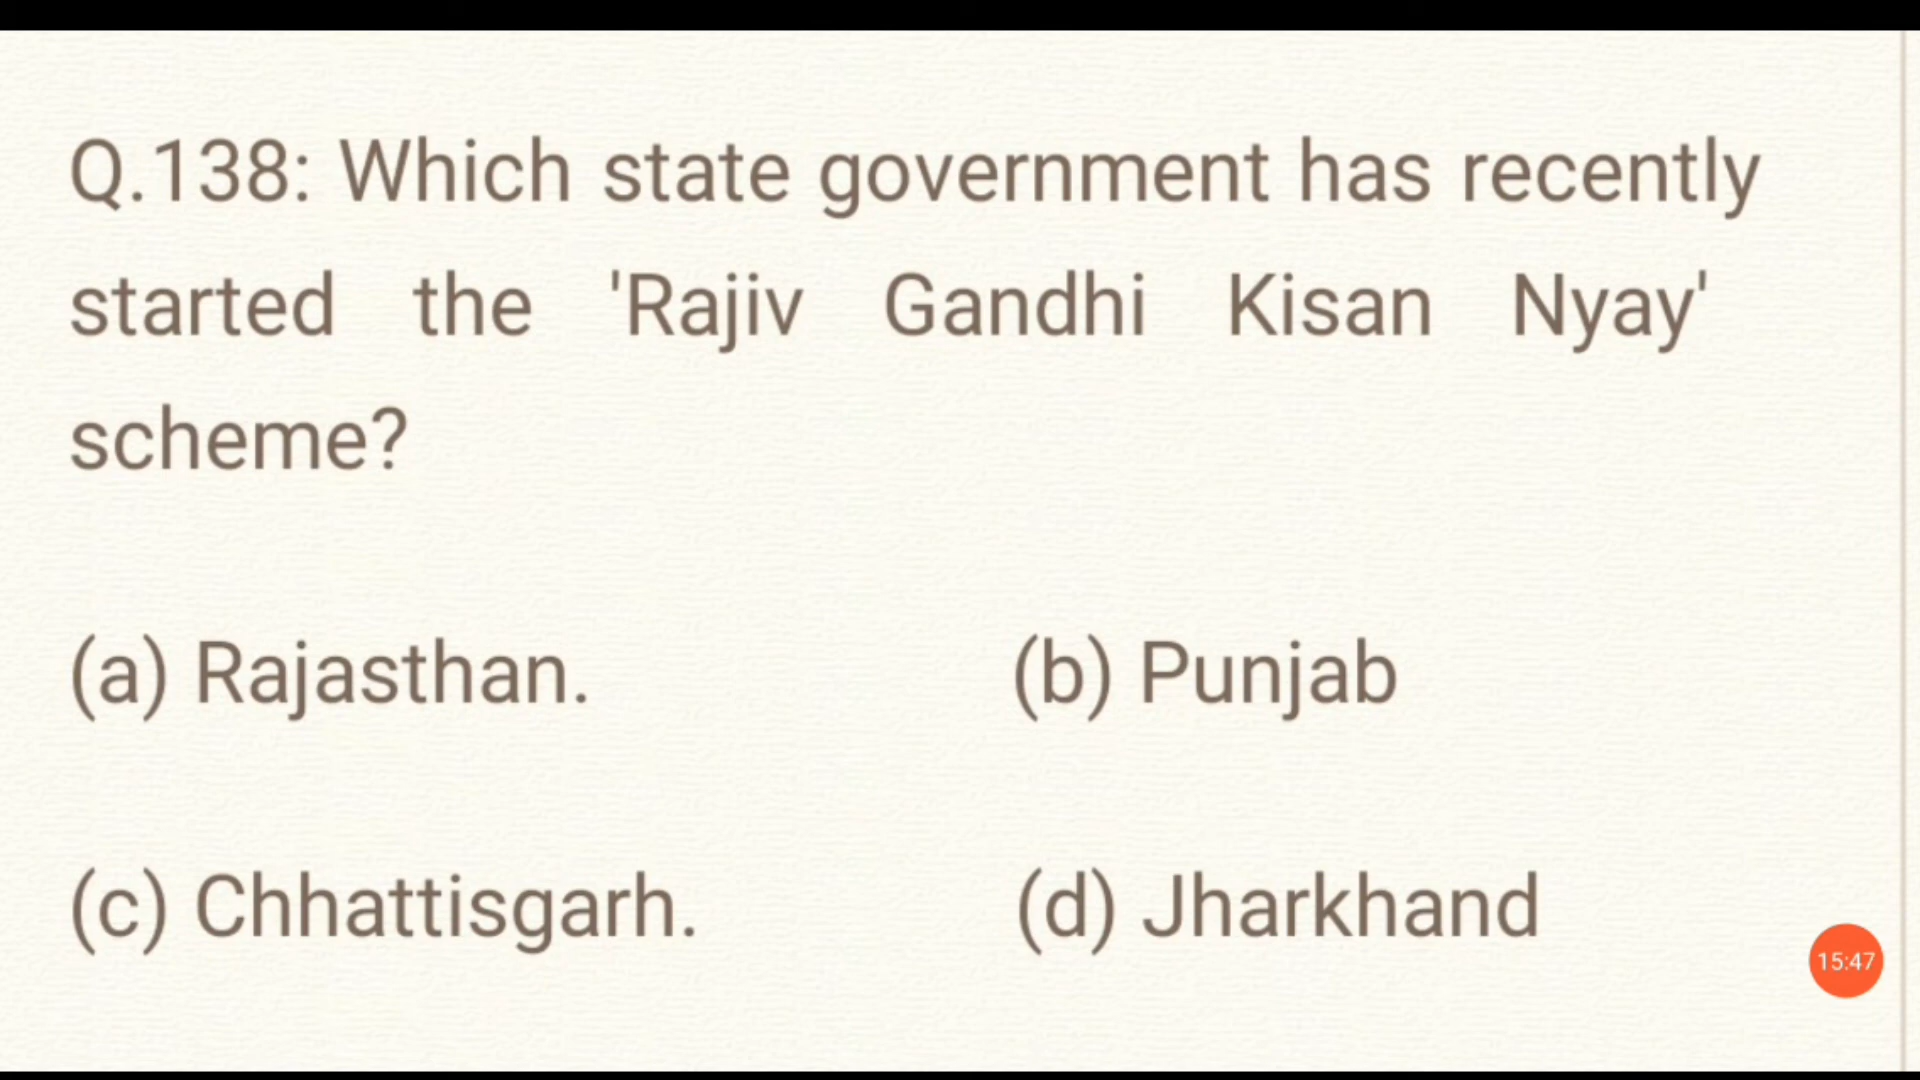 Q.138: Which state government has recently
started the 'Rajiv Gandhi Kisan Nyay'
scheme?
(a) Rajasthan. (b) Punjab
(c) Chhattisgarh. (d) Jharkhand
15:47